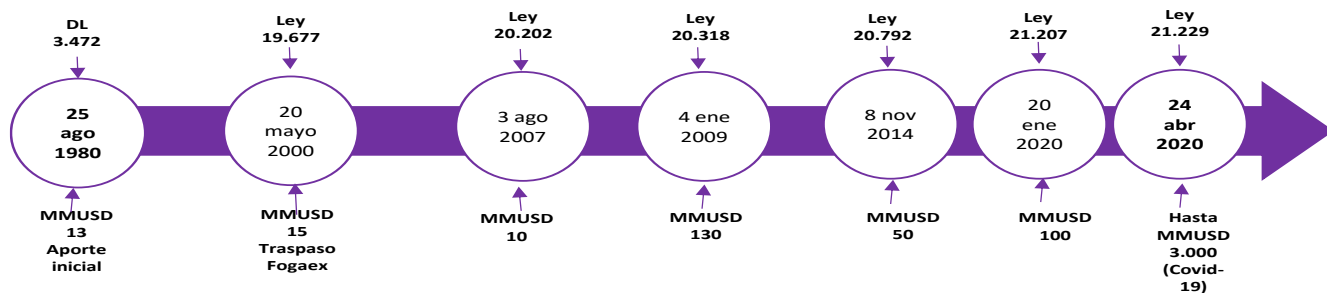 DL
3.472
Ley
19.677
Ley
20.202
Ley
20.318
Ley
20.792
Ley
21.207
Ley
21.229
25
ago
1980
20
mayo
2000
3 ago
2007
4 ene
2009
8 nov
2014
20
ene
2020
24
abr
2020
MMUSD
13
Aporte
inicial
MMUSD
15
Traspaso
Fogaex
MMUSD
10
MMUSD
130
MMUSD
50
MMUSD
100
Hasta
MMUSD
3.000
(Covid-
19)